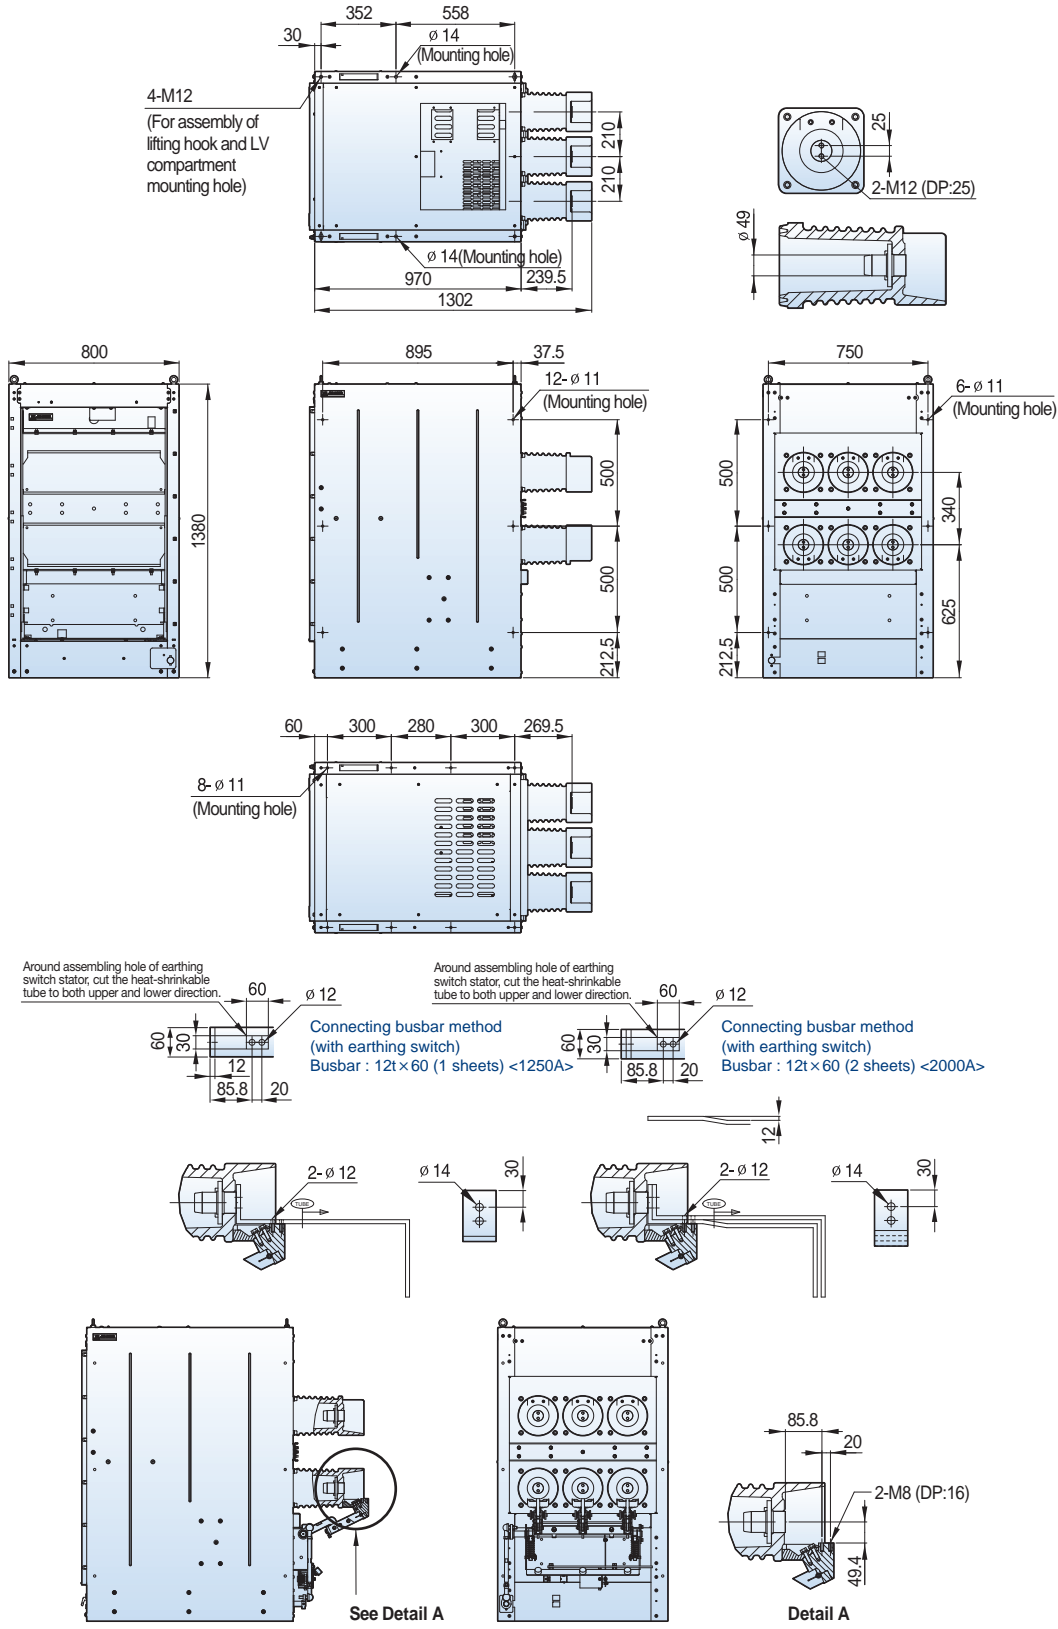 352
558
30
ø 14
(Mounting hole)
4-M12
(For assembly of
lifting hook and LV
compartment
mounting hole)
210
210
ø 14(Mounting hole)
970
239.5
1302
25
2-M12 (DP:25)
ø 49
800
1380
895
37.5
12- ø 11
(Mounting hole)
500
500
212.5
750
6- ø 11
(Mounting hole)
500
500
212.5
340
625
60
300
280
300
269.5
8- ø 11
(Mounting hole)
Around assembling hole of earthing
switch stator, cut the heat-shrinkable
tube to both upper and lower direction.
60
ø 12
60
30
12
85.8
20
Connecting busbar method
(with earthing switch)
Busbar : 12t×60 (1 sheets) <1250A>
Around assembling hole of earthing
switch stator, cut the heat-shrinkable
tube to both upper and lower direction.
60
ø 12
60
30
85.8
20
Connecting busbar method
(with earthing switch)
Busbar : 12t×60 (2 sheets) <2000A>
12
2- ø 12
TUBE
ø 14
30
2- ø 12
TUBE
ø 14
30
See Detail A
85.8
20
2-M8 (DP:16)
49.4
Detail A